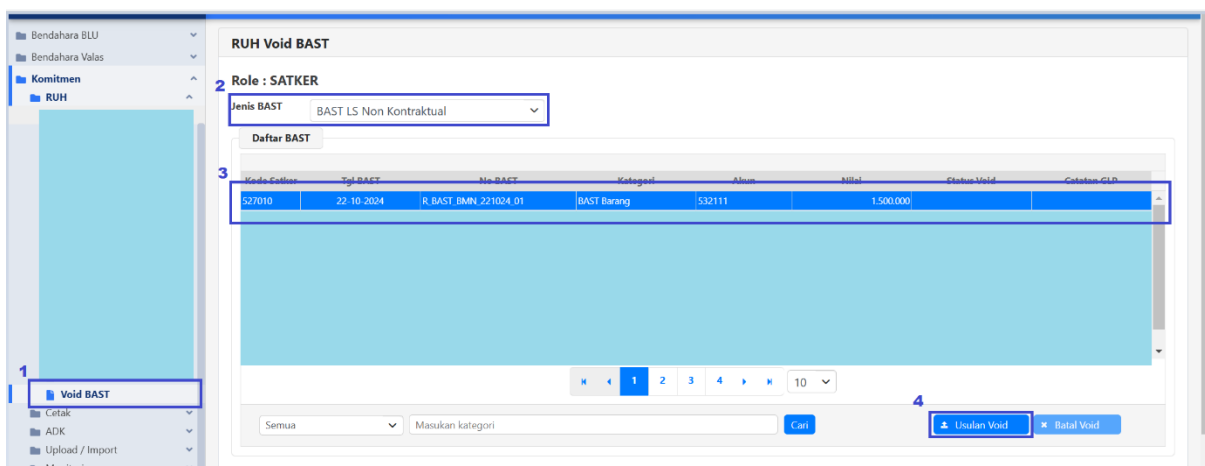 Bendahara BLU
Bendahara Valas
Komitmen
RUH
1
Void BAST
Cetak
ADK
Upload / Import
RUH Void BAST
Role : SATKER
2
Jenis BAST BAST LS Non Kontraktual
Daftar BAST
3
Kode Satker Tgl BAST No BAST Kategori Akun Nilai Status Void Catatan GLP
527010 22-10-2024 R_BAST_BMN_221024_01 BAST Barang 532111 1.500.000
1 2 3 4 10
4
Semua Masukan kategori Cari Usulan Void Batal Void